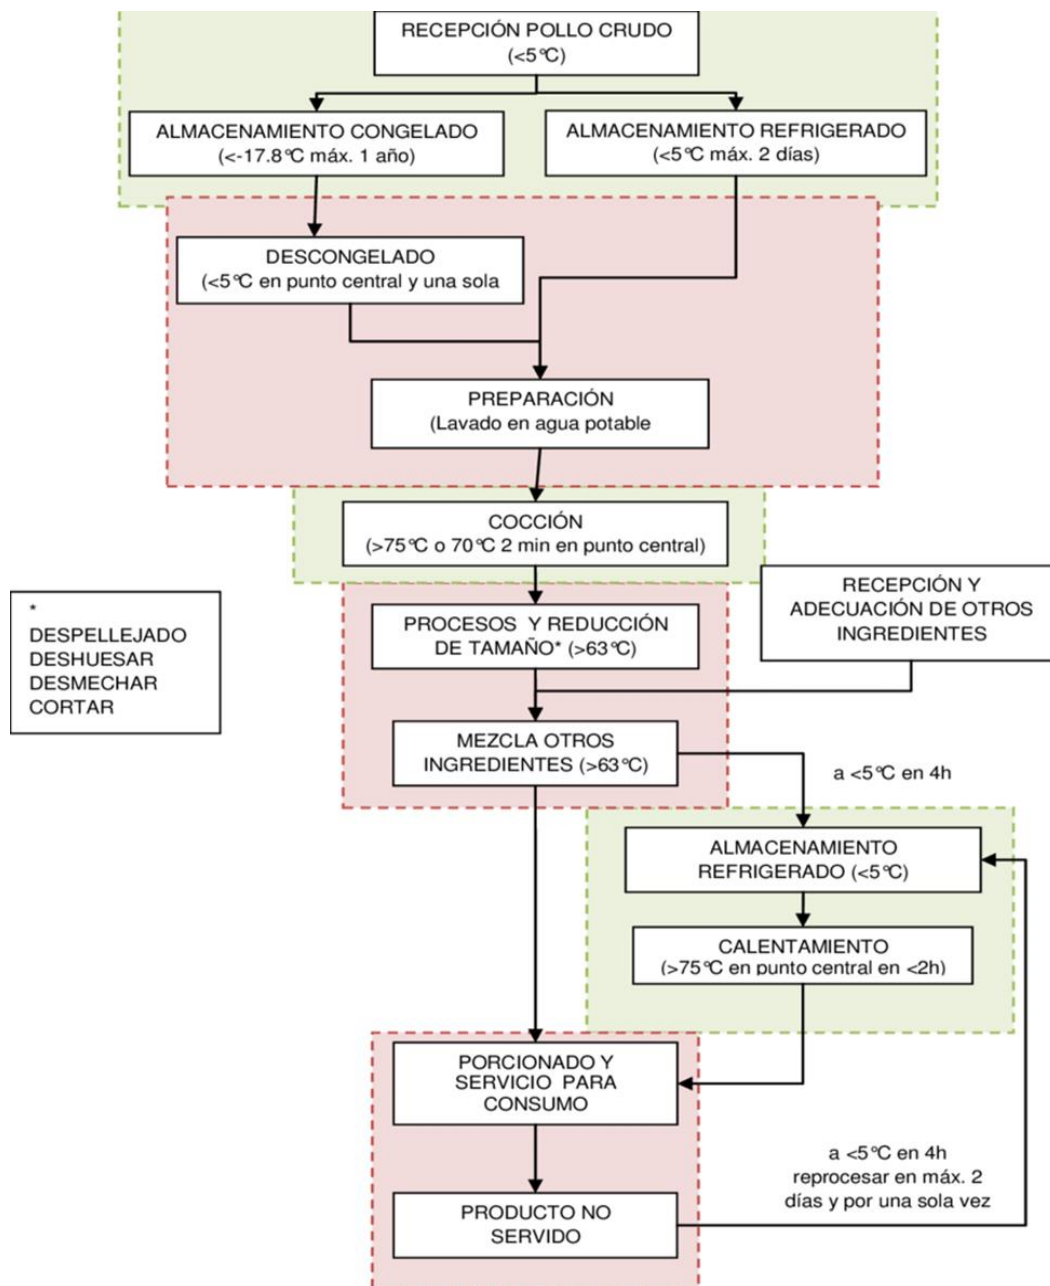 RECEPCIÓN POLLO CRUDO
(<5°C)
ALMACENAMIENTO CONGELADO
(<-17.8°C máx. 1 año)
ALMACENAMIENTO REFRIGERADO
(<5°C máx. 2 días)
DESCONGELADO
(<5°C en punto central y una sola
PREPARACIÓN
(Lavado en agua potable
COCCIÓN
(>75°C o 70°C 2 min en punto central)
RECEPCIÓN Y
ADECUACIÓN DE OTROS
INGREDIENTES
*
DESPELLEJADO
DESHUESAR
DESMECHAR
CORTAR
PROCESOS Y REDUCCIÓN
DE TAMAÑO* (>63°C)
MEZCLA OTROS
INGREDIENTES (>63°C)
a <5°C en 4h
ALMACENAMIENTO
REFRIGERADO (<5°C)
CALENTAMIENTO
(>75°C en punto central en <2h)
PORCIONADO Y
SERVICIO PARA
CONSUMO
a <5°C en 4h
reprocesar en máx. 2
días y por una sola vez
PRODUCTO NO
SERVIDO